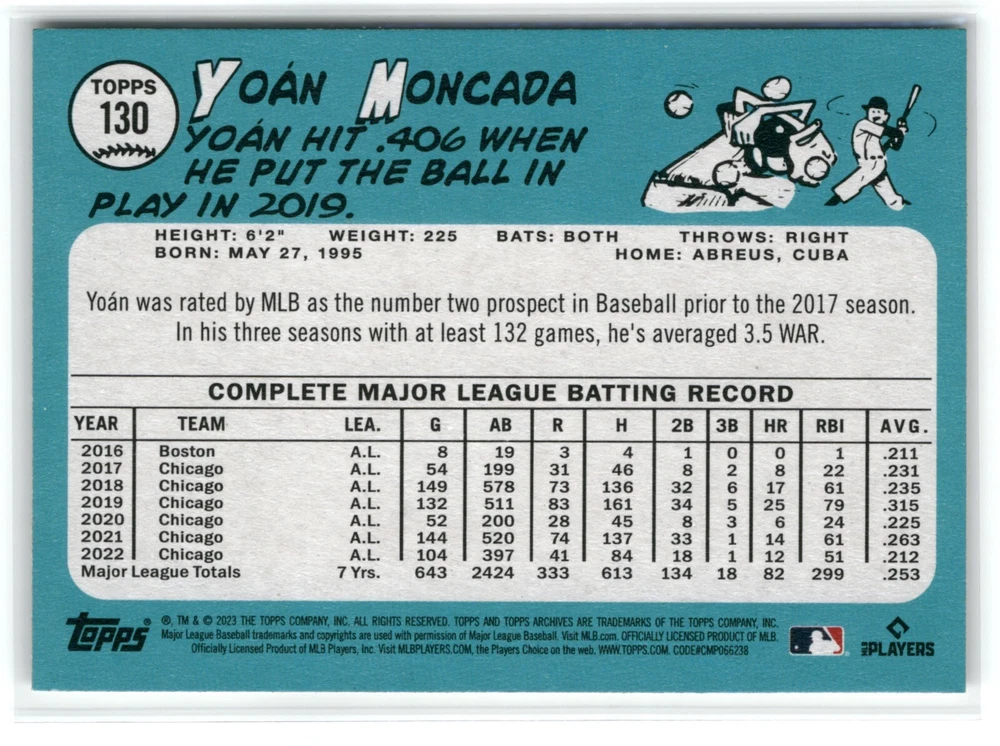 TOPPS
130
YOÁN MONCADA
YOÁN HIT .406 WHEN
HE PUT THE BALL IN
PLAY IN 2019.
HEIGHT: 6'2" WEIGHT: 225 BATS: BOTH THROWS: RIGHT
BORN: MAY 27, 1995 HOME: ABREUS, CUBA
Yoán was rated by MLB as the number two prospect in Baseball prior to the 2017 season.
In his three seasons with at least 132 games, he's averaged 3.5 WAR.
COMPLETE MAJOR LEAGUE BATTING RECORD
YEAR TEAM LEA. G AB R H 2B 3B HR RBI AVG.
2016 Boston A.L. 8 19 3 4 1 0 0 1 .211
2017 Chicago A.L. 54 199 31 46 8 2 8 22 .231
2018 Chicago A.L. 149 578 73 136 32 6 17 61 .235
2019 Chicago A.L. 132 511 83 161 34 5 25 79 .315
2020 Chicago A.L. 52 200 28 45 8 3 6 24 .225
2021 Chicago A.L. 144 520 74 137 33 1 14 61 .263
2022 Chicago A.L. 104 397 41 84 18 1 12 51 .212
Major League Totals 7 Yrs. 643 2424 333 613 134 18 82 299 .253
topps® ®, TM & © 2023 THE TOPPS COMPANY, INC. ALL RIGHTS RESERVED. TOPPS AND TOPPS ARCHIVES ARE TRADEMARKS OF THE TOPPS COMPANY, INC.
Major League Baseball trademarks and copyrights are used with permission of Major League Baseball. Visit MLB.com. OFFICIALLY LICENSED PRODUCT OF MLB.
Officially Licensed Product of MLB Players, Inc. Visit MLBPLAYERS.COM, the Players Choice on the web. WWW.TOPPS.COM. CODE#CMP066238
MLB PLAYERS